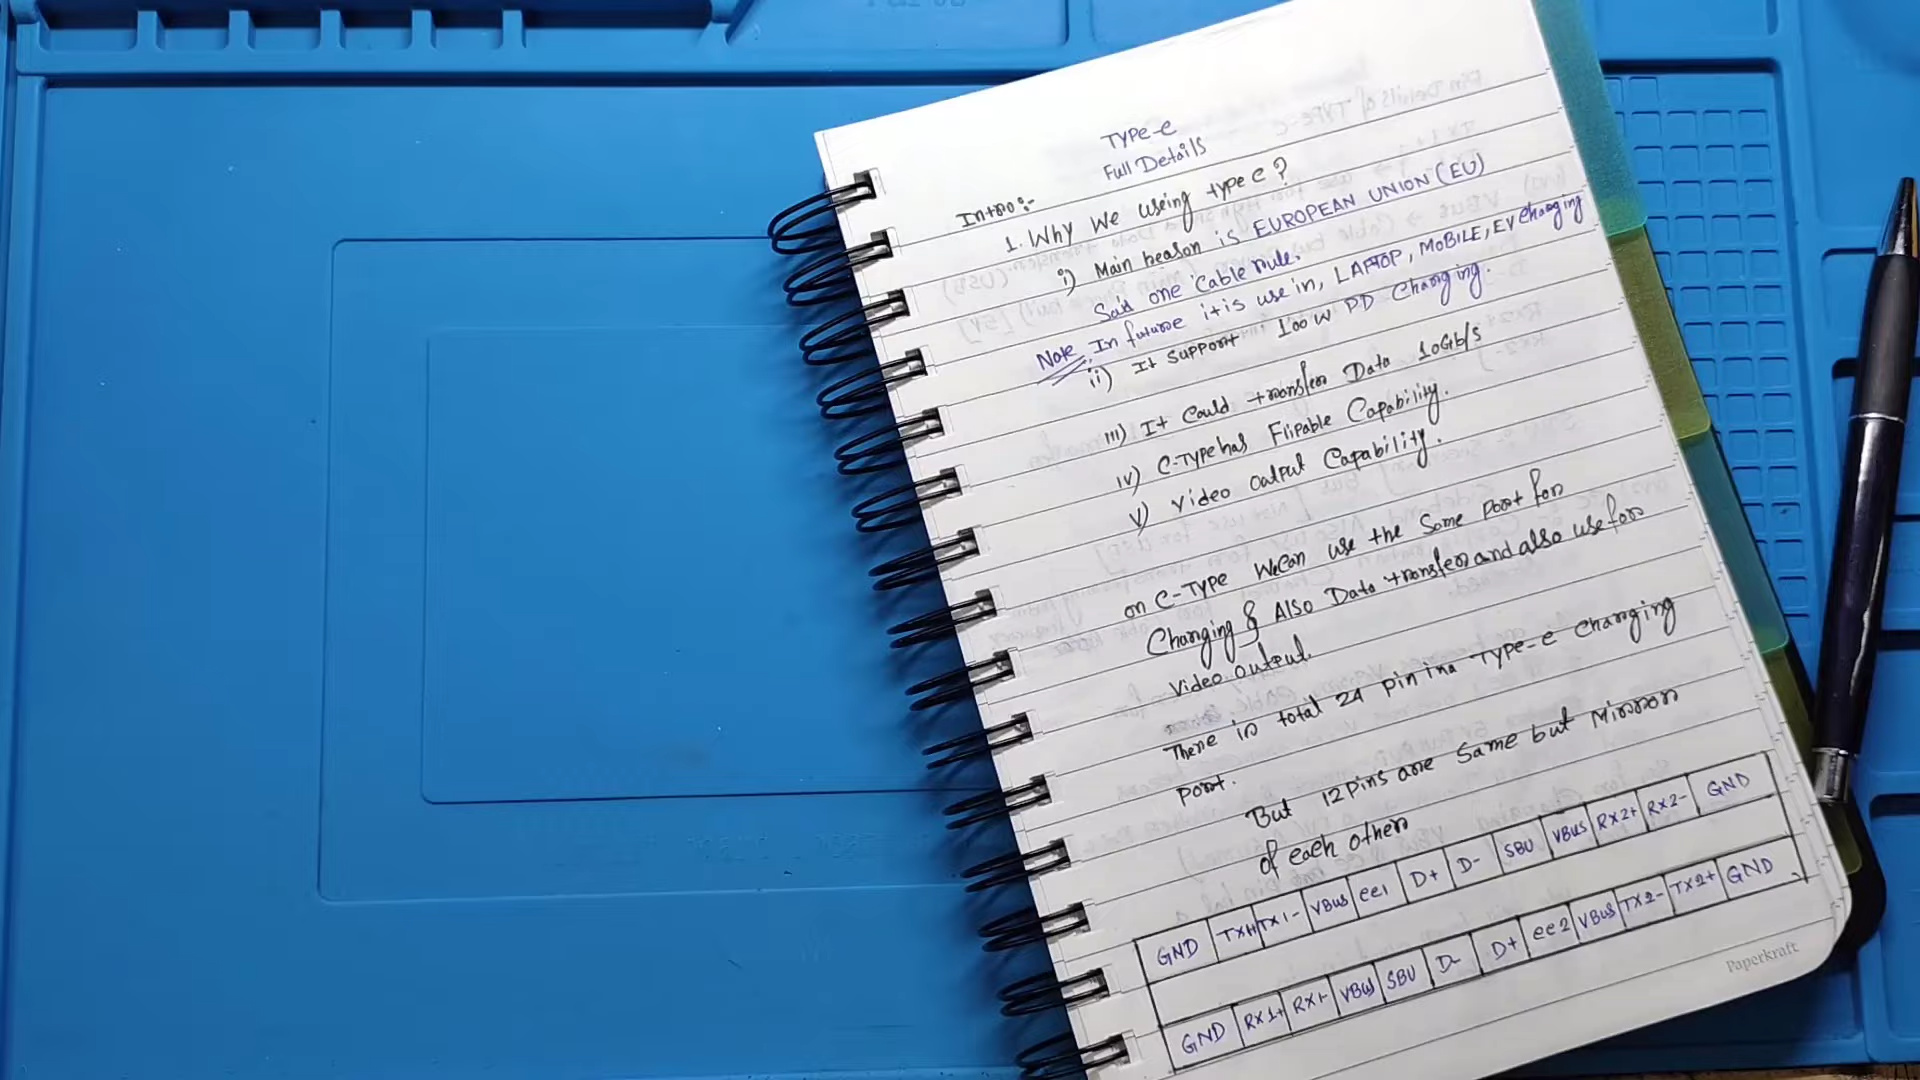 TYPE-C
Full Details
Intro:-
1. Why We useing type C?
i) Main Reason is EUROPEAN UNION (EU)
Said one Cable rule.
Note In future it is use in, LAPTOP, MOBILE, EV Charging
ii) It Support 100W PD Charging.
iii) It Could transfer Data 10Gb/s
iv) C-Type has Flipable Capability.
v) Video Output Capability.
on C-TYPE We Can use the Same Port for
Charging & Also Data transfer and also use for
Video output.
There is total 24 Pin in a Type-C Charging
Port.
But 12 Pins are Same but Mirror
of each other
GND TX1+ TX1- VBUS CC1 D+ D- SBU VBUS RX2+ RX2- GND
GND RX1+ RX1- VBUS SBU D- D+ CC2 VBUS TX2- TX2+ GND
Paperkraft